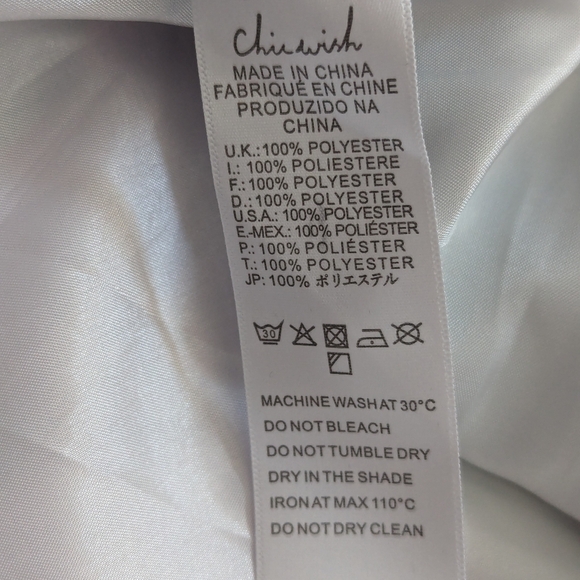 Chicwish
MADE IN CHINA
FABRIQUÉ EN CHINE
PRODUZIDO NA
CHINA
U.K.: 100% POLYESTER
I.: 100% POLIESTERE
F.: 100% POLYESTER
D.: 100% POLYESTER
U.S.A.: 100% POLYESTER
E.-MEX.: 100% POLIÉSTER
P.: 100% POLIÉSTER
T.: 100% POLYESTER
JP: 100% ポリエステル
30
MACHINE WASH AT 30°C
DO NOT BLEACH
DO NOT TUMBLE DRY
DRY IN THE SHADE
IRON AT MAX 110°C
DO NOT DRY CLEAN